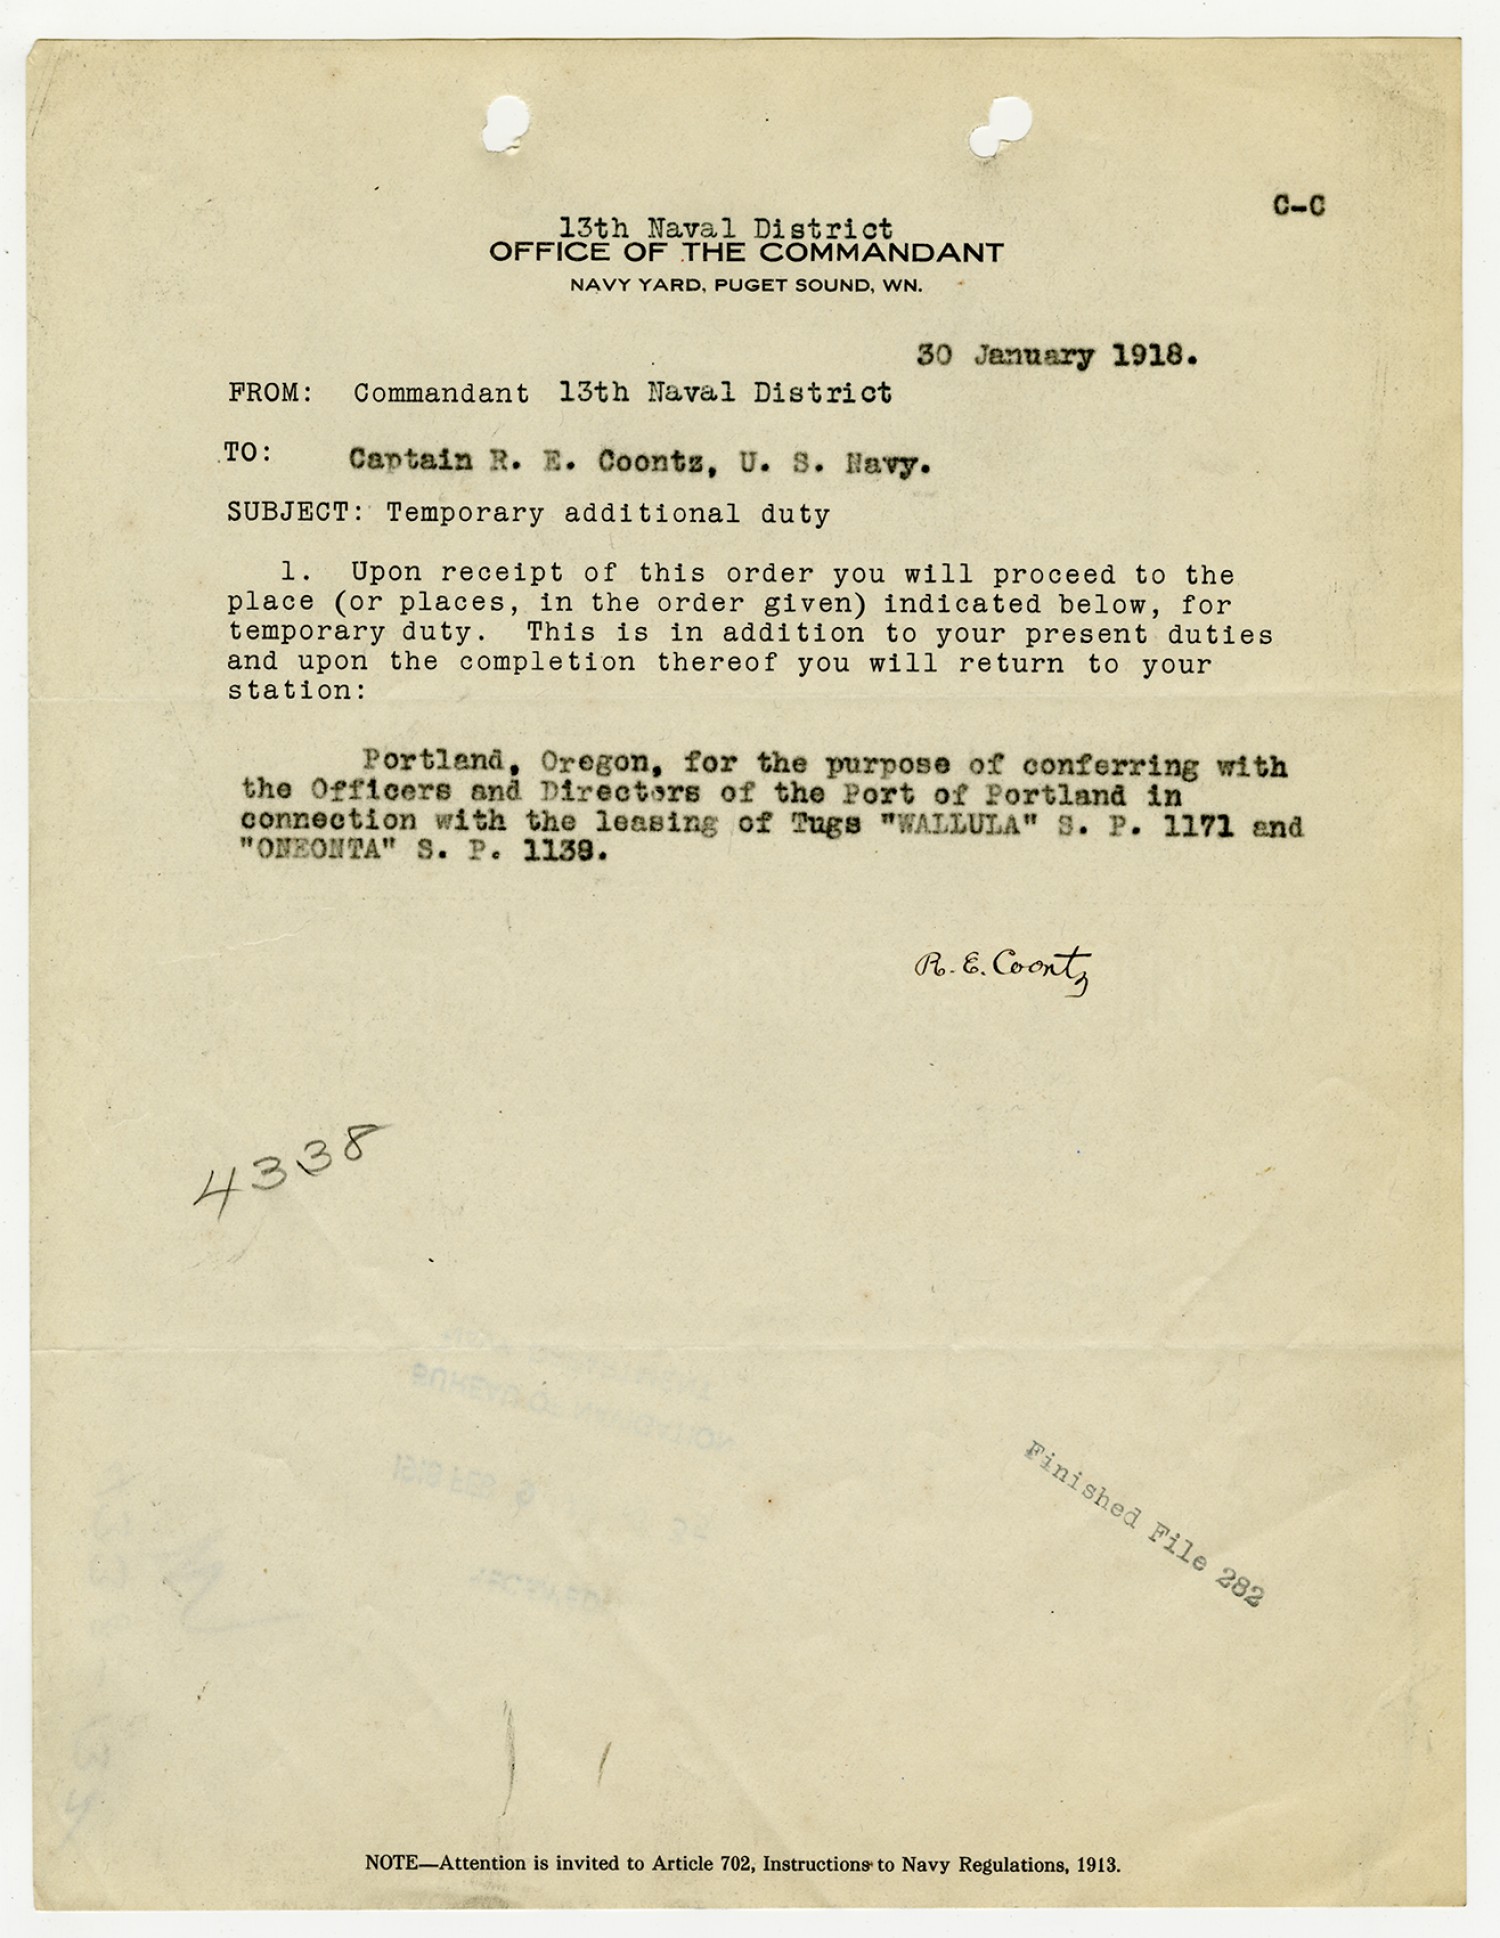 C-C
13th Naval District
OFFICE OF THE COMMANDANT
NAVY YARD, PUGET SOUND, WN.
30 January 1918.
FROM: Commandant 13th Naval District
TO: Captain R. E. Coontz, U. S. Navy.
SUBJECT: Temporary additional duty
1. Upon receipt of this order you will proceed to the
place (or places, in the order given) indicated below, for
temporary duty. This is in addition to your present duties
and upon the completion thereof you will return to your
station:
Portland, Oregon, for the purpose of conferring with
the Officers and Directors of the Port of Portland in
connection with the leasing of Tugs "WALLULA" S. P. 1171 and
"ONEONTA" S. P. 1139.
R. E. Coontz
4338
Finished File 282
NOTE—Attention is invited to Article 702, Instructions to Navy Regulations, 1913.